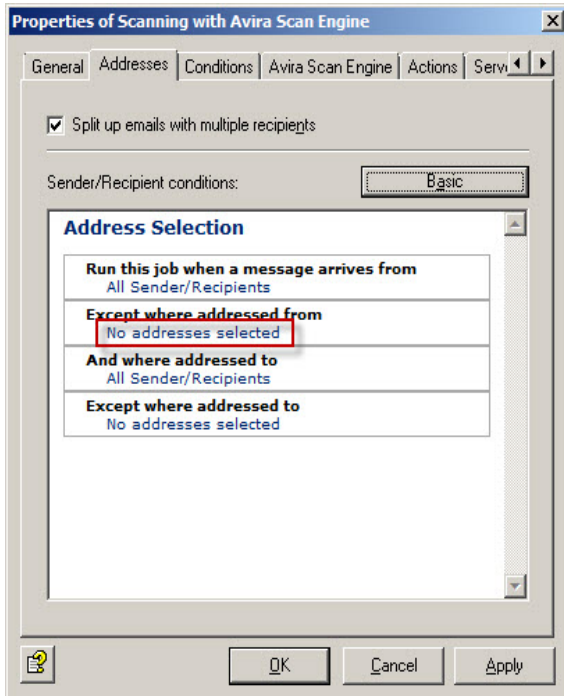 Properties of Scanning with Avira Scan Engine
General Addresses Conditions Avira Scan Engine Actions
Split up emails with multiple recipients
Sender/Recipient conditions: Basic
Address Selection
Run this job when a message arrives from
All Sender/Recipients
Except where addressed from
No addresses selected
And where addressed to
All Sender/Recipients
Except where addressed to
No addresses selected
OK Cancel Apply